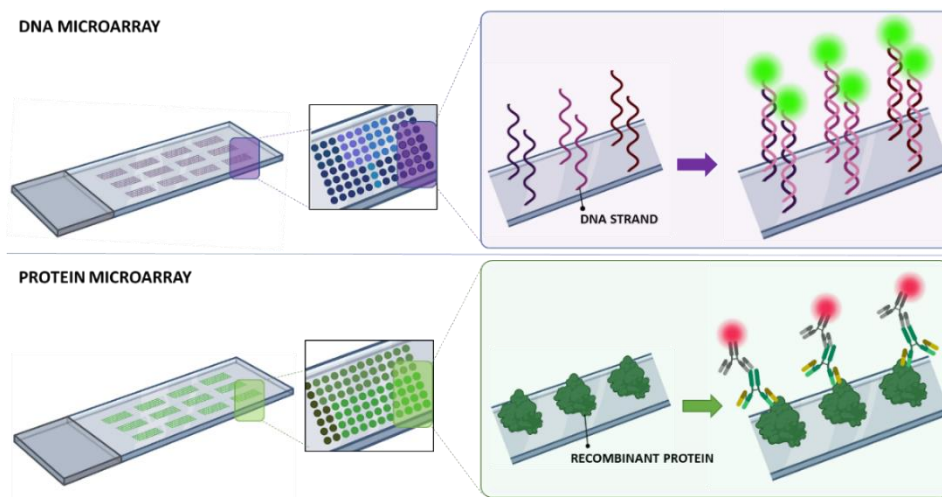 DNA MICROARRAY
DNA STRAND
PROTEIN MICROARRAY
RECOMBINANT PROTEIN